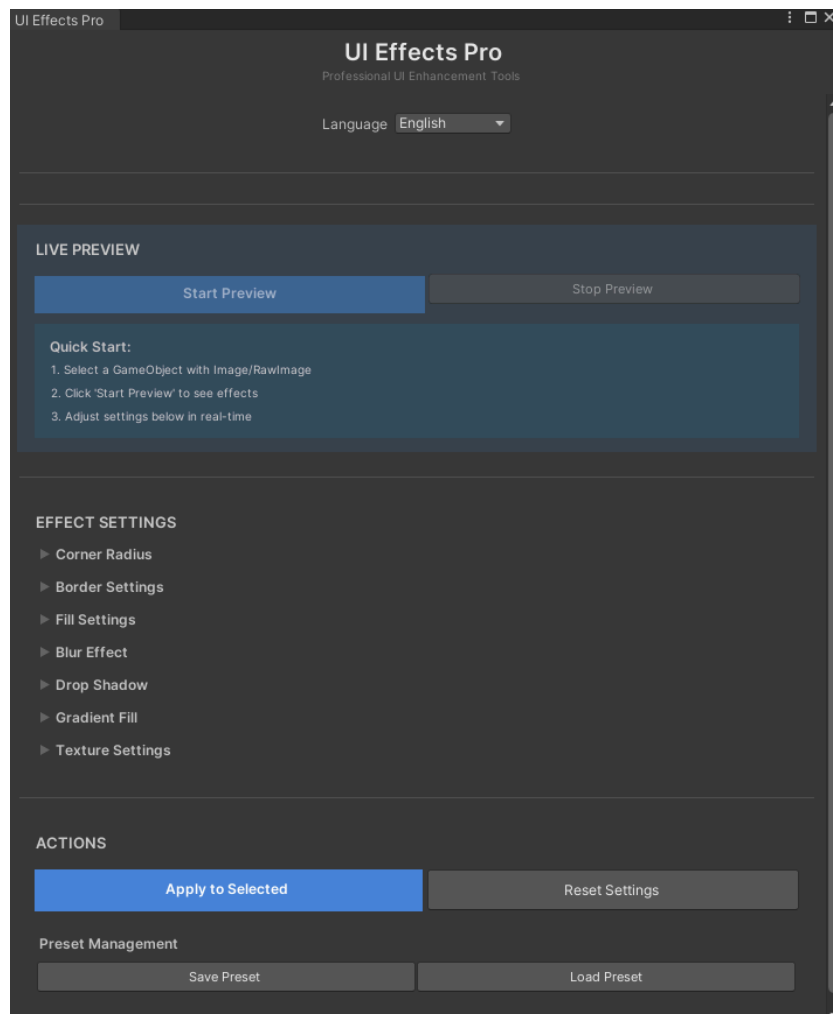 UI Effects Pro
UI Effects Pro
Professional UI Enhancement Tools
Language English
LIVE PREVIEW
Start Preview Stop Preview
Quick Start:
1. Select a GameObject with Image/RawImage
2. Click 'Start Preview' to see effects
3. Adjust settings below in real-time
EFFECT SETTINGS
Corner Radius
Border Settings
Fill Settings
Blur Effect
Drop Shadow
Gradient Fill
Texture Settings
ACTIONS
Apply to Selected Reset Settings
Preset Management
Save Preset Load Preset